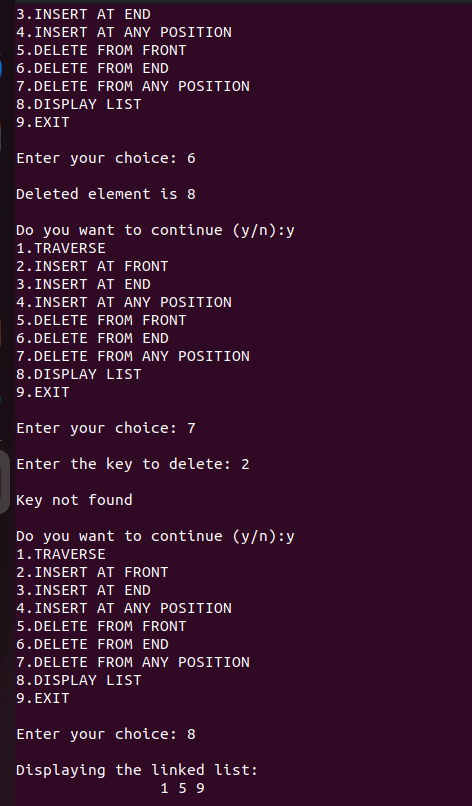 3.INSERT AT END
4.INSERT AT ANY POSITION
5.DELETE FROM FRONT
6.DELETE FROM END
7.DELETE FROM ANY POSITION
8.DISPLAY LIST
9.EXIT
Enter your choice: 6
Deleted element is 8
Do you want to continue (y/n):y
1.TRAVERSE
2.INSERT AT FRONT
3.INSERT AT END
4.INSERT AT ANY POSITION
5.DELETE FROM FRONT
6.DELETE FROM END
7.DELETE FROM ANY POSITION
8.DISPLAY LIST
9.EXIT
Enter your choice: 7
Enter the key to delete: 2
Key not found
Do you want to continue (y/n):y
1.TRAVERSE
2.INSERT AT FRONT
3.INSERT AT END
4.INSERT AT ANY POSITION
5.DELETE FROM FRONT
6.DELETE FROM END
7.DELETE FROM ANY POSITION
8.DISPLAY LIST
9.EXIT
Enter your choice: 8
Displaying the linked list:
1 5 9